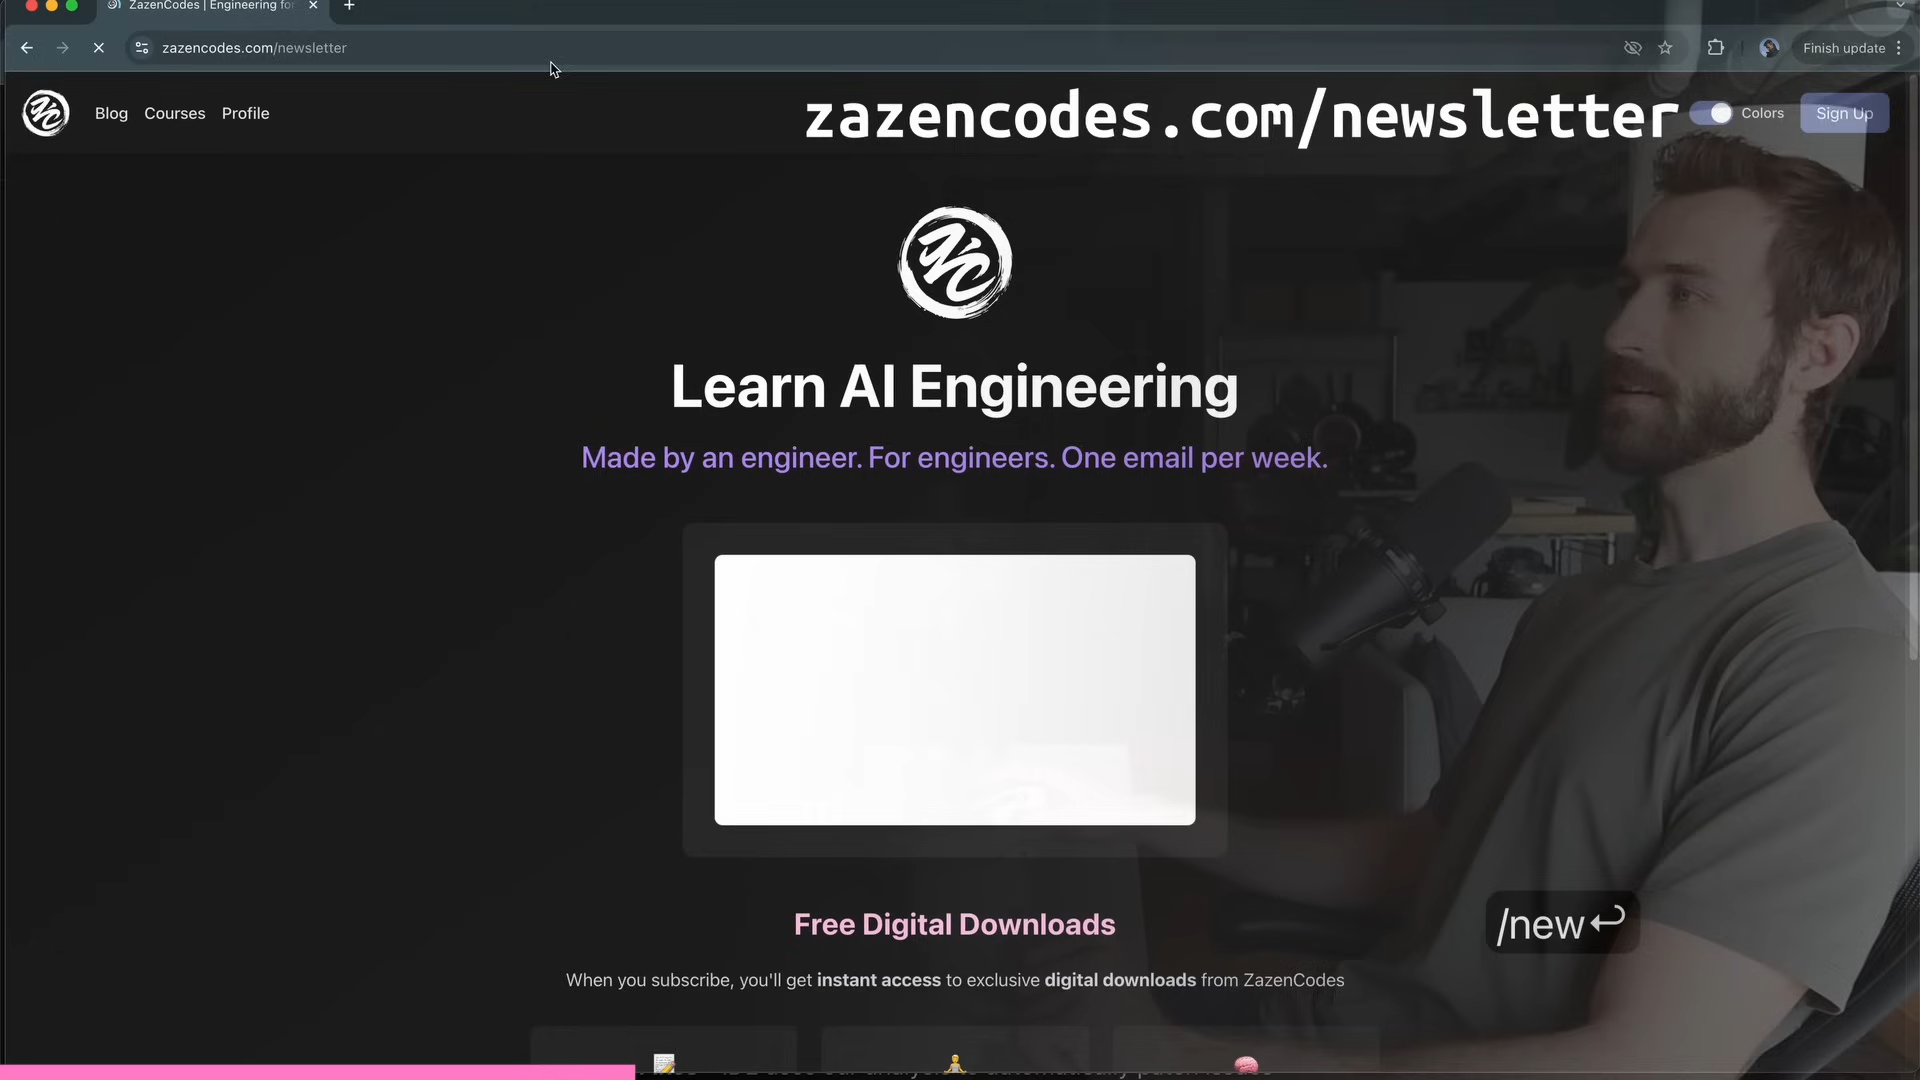 ZazenCodes | Engineering for
zazencodes.com/newsletter
Finish update
Blog
Courses
Profile
zazencodes.com/newsletter
Colors
Sign Up
ZC
Learn AI Engineering
Made by an engineer. For engineers. One email per week.
Free Digital Downloads
/new↩
When you subscribe, you'll get instant access to exclusive digital downloads from ZazenCodes